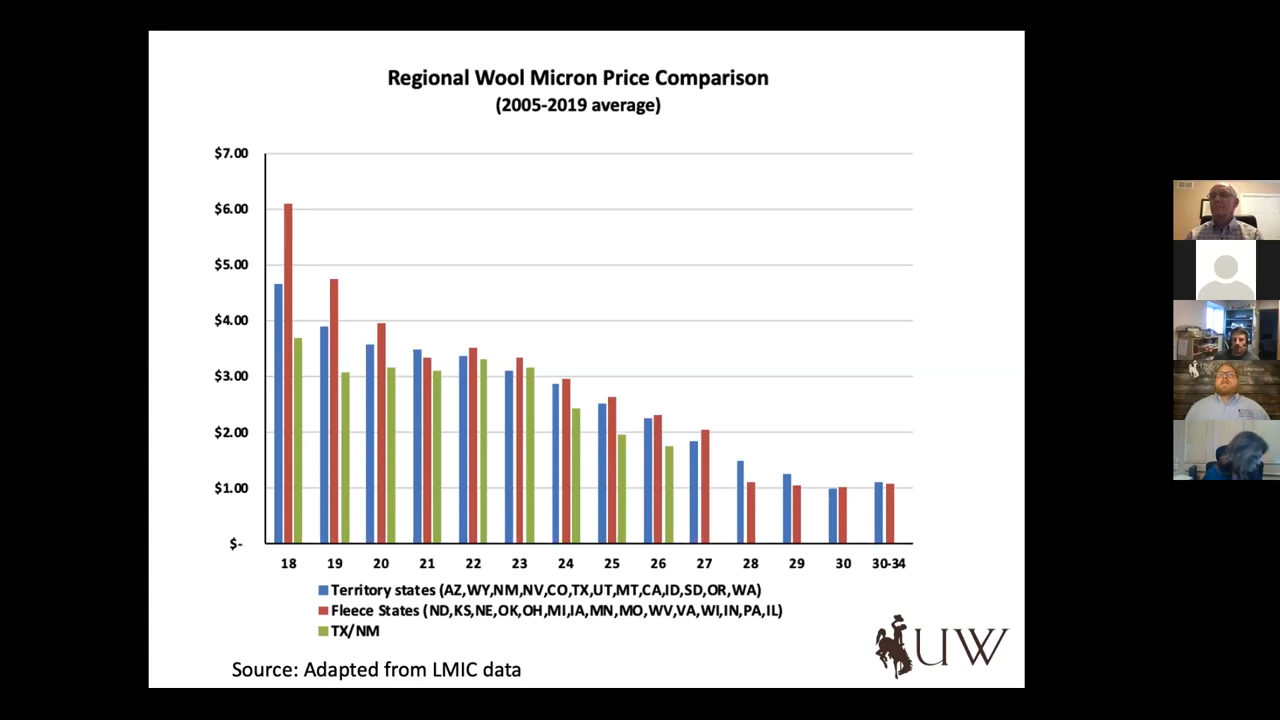 Regional Wool Micron Price Comparison
(2005-2019 average)
$7.00
$6.00
$5.00
$4.00
$3.00
$2.00
$1.00
$-
18 19 20 21 22 23 24 25 26 27 28 29 30 30-34
Territory states (AZ,WY,NM,NV,CO,TX,UT,MT,CA,ID,SD,OR,WA)
Fleece States (ND,KS,NE,OK,OH,MI,IA,MN,MO,WV,VA,WI,IN,PA,IL)
TX/NM
UW
Source: Adapted from LMIC data